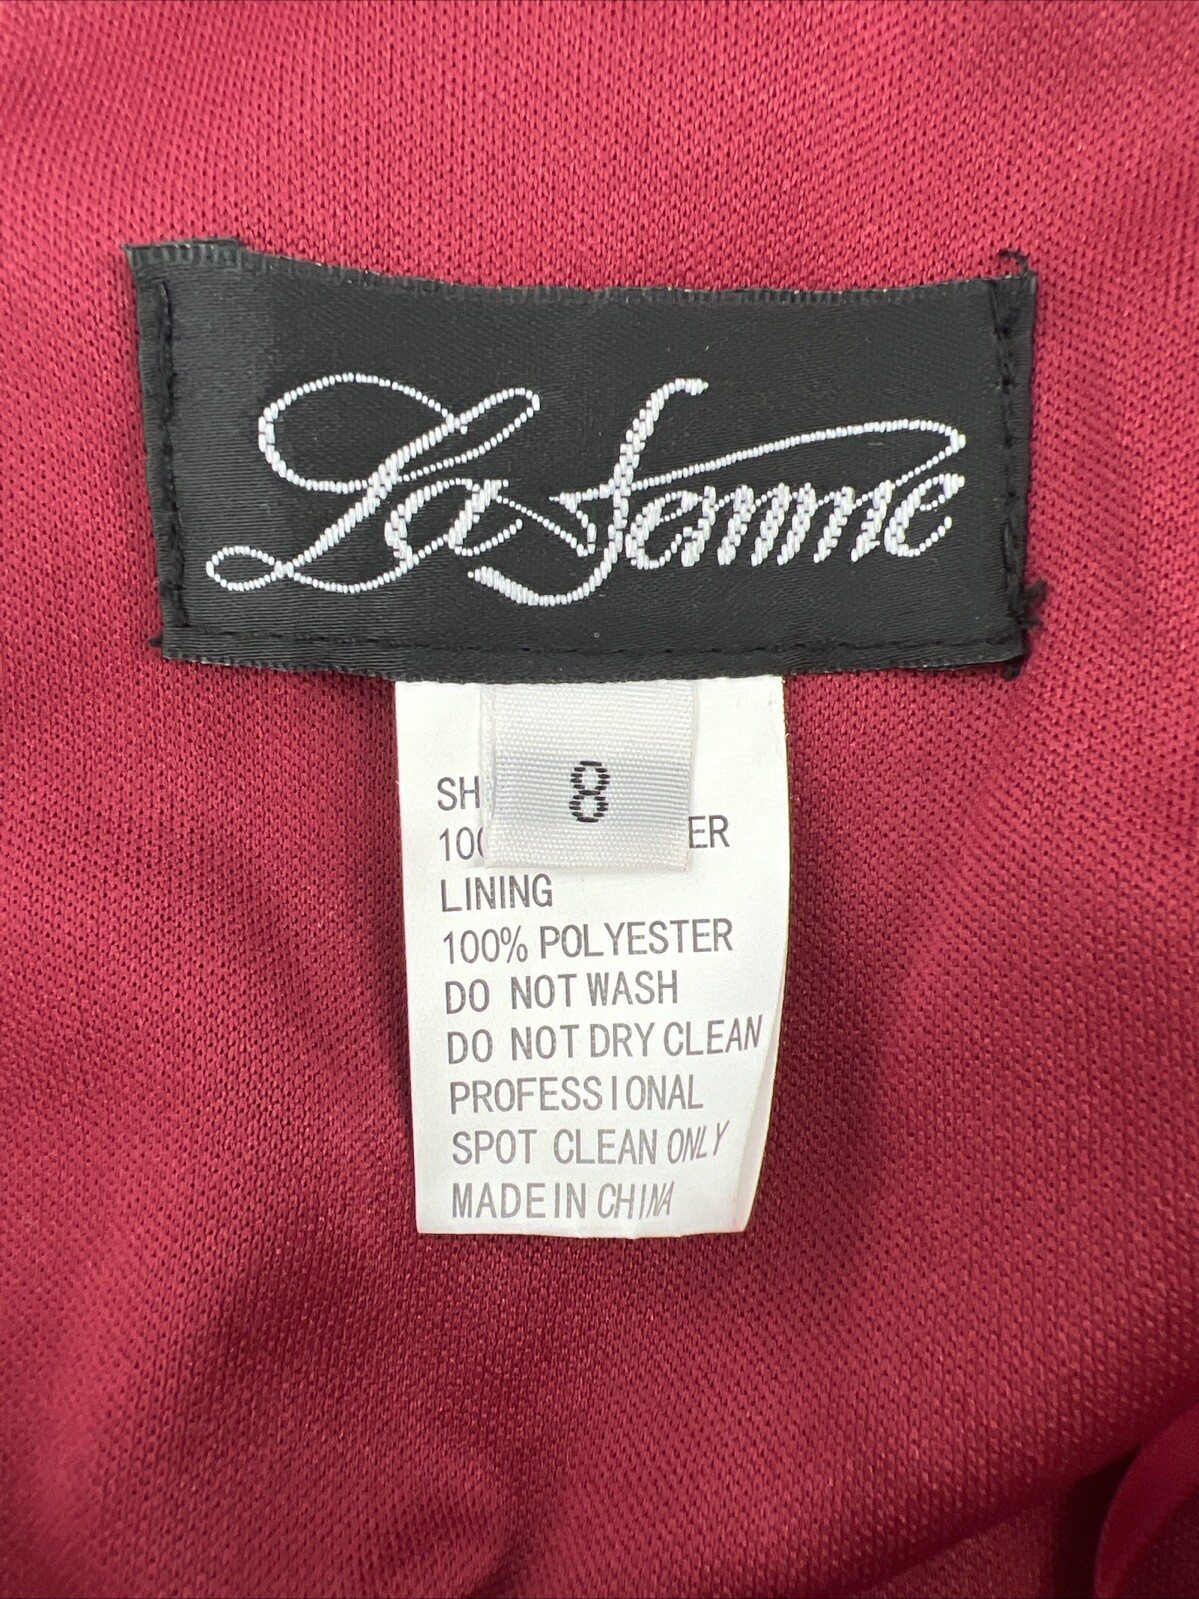 La Femme
8
SH
100 ER
LINING
100% POLYESTER
DO NOT WASH
DO NOT DRY CLEAN
PROFESSIONAL
SPOT CLEAN ONLY
MADE IN CHINA